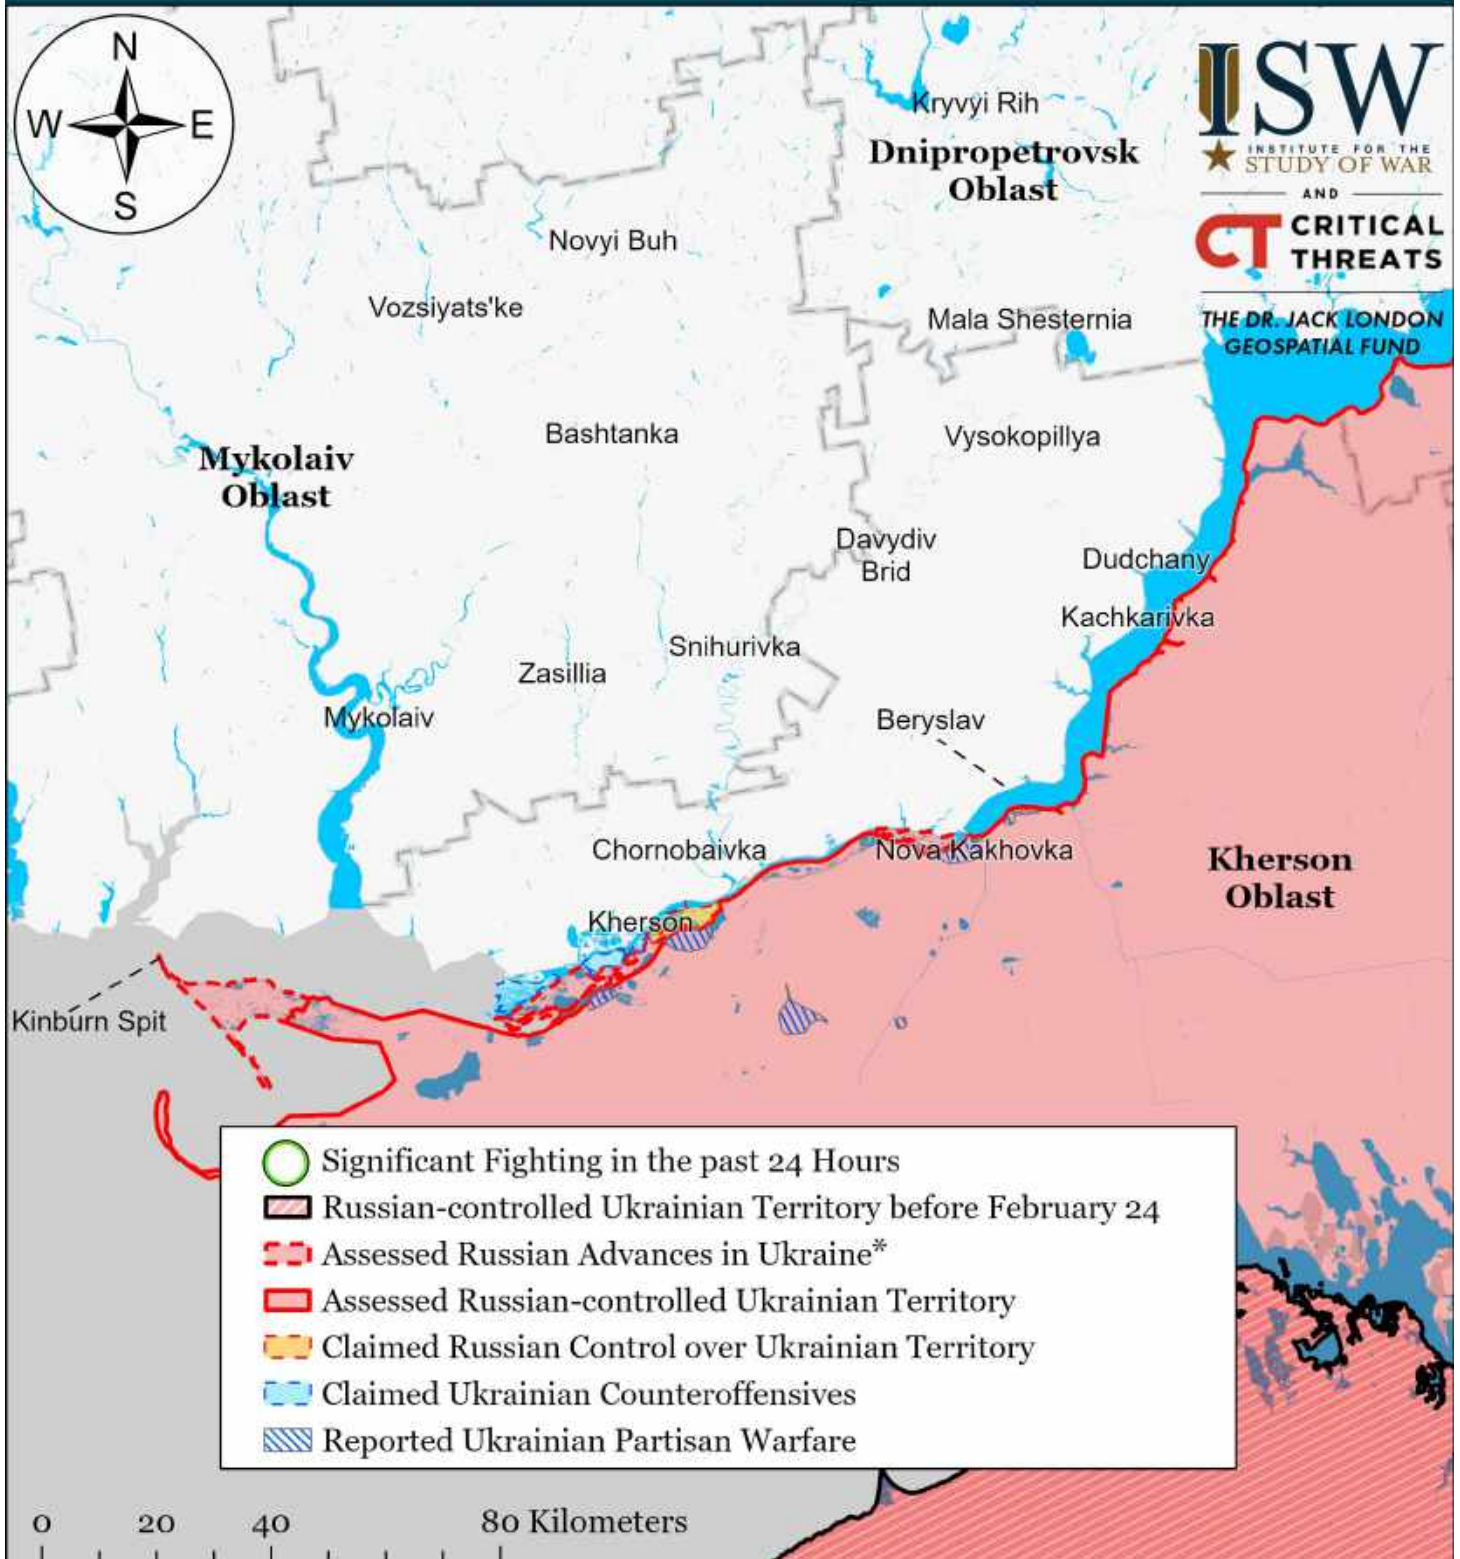 N
W E
S
ISW
INSTITUTE FOR THE
STUDY OF WAR
AND
CT CRITICAL
THREATS
THE DR. JACK LONDON
GEOSPATIAL FUND
Kryvyi Rih
Dnipropetrovsk
Oblast
Novyi Buh
Vozsiyats'ke
Mala Shesternia
Bashtanka
Vysokopillya
Mykolaiv
Oblast
Davydiv
Brid
Dudchany
Kachkarivka
Snihurivka
Zasillia
Mykolaiv
Beryslav
Chornobaivka
Nova Kakhovka
Kherson
Oblast
Kherson
Kinburn Spit
Significant Fighting in the past 24 Hours
Russian-controlled Ukrainian Territory before February 24
Assessed Russian Advances in Ukraine*
Assessed Russian-controlled Ukrainian Territory
Claimed Russian Control over Ukrainian Territory
Claimed Ukrainian Counteroffensives
Reported Ukrainian Partisan Warfare
0 20 40 80 Kilometers